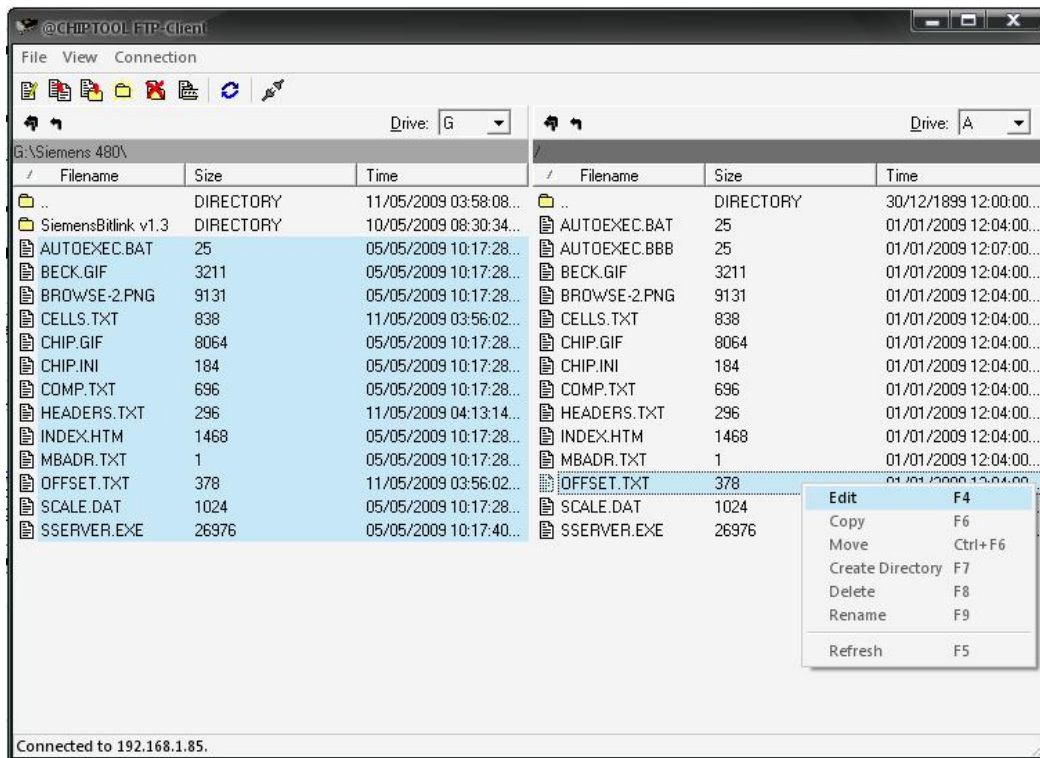 @CHIPTOOL FTP-Client
File View Connection
Drive: G
Drive: A
G:\Siemens 480\
/
/ Filename Size Time
/ Filename Size Time
.. DIRECTORY 11/05/2009 03:58:08...
SiemensBitlink v1.3 DIRECTORY 10/05/2009 08:30:34...
AUTOEXEC.BAT 25 05/05/2009 10:17:28...
BECK.GIF 3211 05/05/2009 10:17:28...
BROWSE-2.PNG 9131 05/05/2009 10:17:28...
CELLS.TXT 838 11/05/2009 03:56:02...
CHIP.GIF 8064 05/05/2009 10:17:28...
CHIP.INI 184 05/05/2009 10:17:28...
COMP.TXT 696 05/05/2009 10:17:28...
HEADERS.TXT 296 11/05/2009 04:13:14...
INDEX.HTM 1468 05/05/2009 10:17:28...
MBADR.TXT 1 05/05/2009 10:17:28...
OFFSET.TXT 378 11/05/2009 03:56:02...
SCALE.DAT 1024 05/05/2009 10:17:28...
SSERVER.EXE 26976 05/05/2009 10:17:40...
.. DIRECTORY 30/12/1899 12:00:00...
AUTOEXEC.BAT 25 01/01/2009 12:04:00...
AUTOEXEC.BBB 25 01/01/2009 12:07:00...
BECK.GIF 3211 01/01/2009 12:04:00...
BROWSE-2.PNG 9131 01/01/2009 12:04:00...
CELLS.TXT 838 01/01/2009 12:04:00...
CHIP.GIF 8064 01/01/2009 12:04:00...
CHIP.INI 184 01/01/2009 12:04:00...
COMP.TXT 696 01/01/2009 12:04:00...
HEADERS.TXT 296 01/01/2009 12:04:00...
INDEX.HTM 1468 01/01/2009 12:04:00...
MBADR.TXT 1 01/01/2009 12:04:00...
OFFSET.TXT 378
SCALE.DAT 1024
SSERVER.EXE 26976
Edit F4
Copy F6
Move Ctrl+F6
Create Directory F7
Delete F8
Rename F9
Refresh F5
Connected to 192.168.1.85.